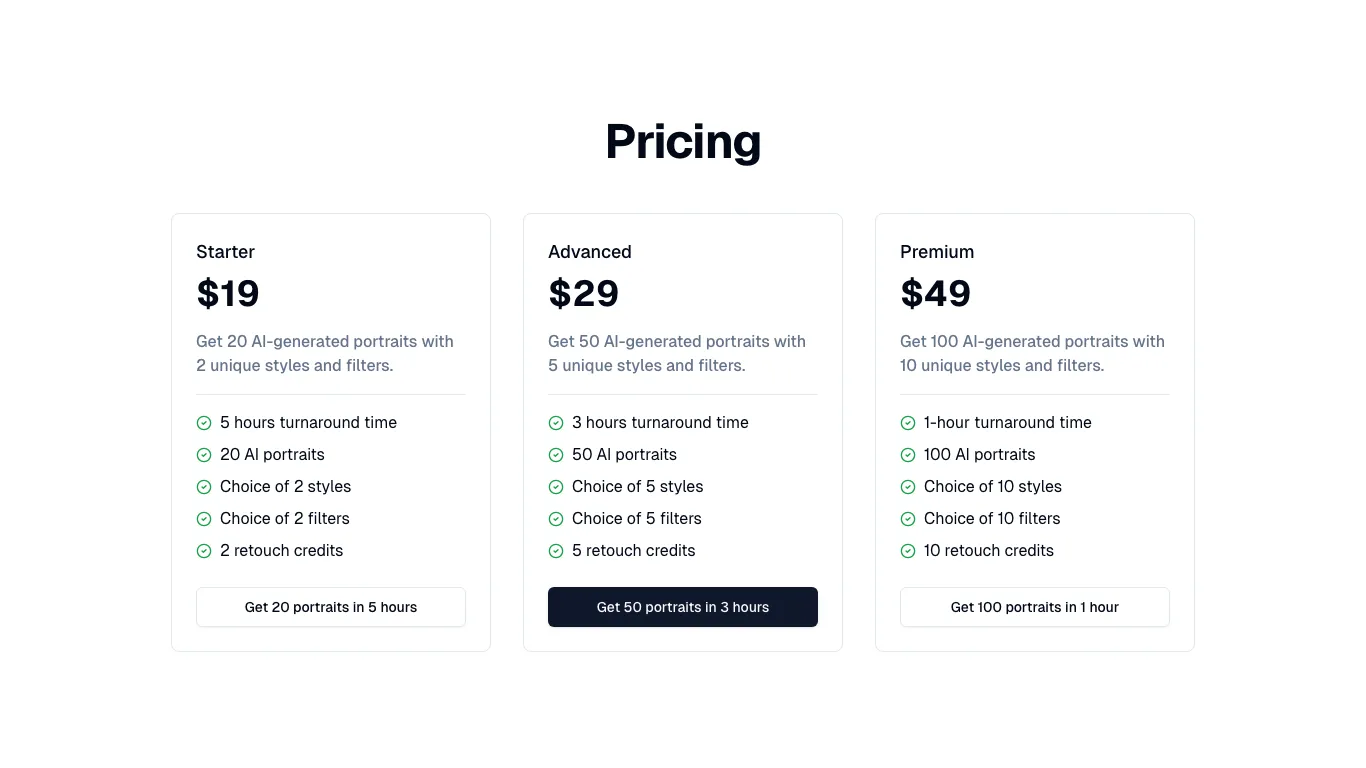 Pricing
Starter
$19
Get 20 AI-generated portraits with
2 unique styles and filters.
5 hours turnaround time
20 AI portraits
Choice of 2 styles
Choice of 2 filters
2 retouch credits
Get 20 portraits in 5 hours
Advanced
$29
Get 50 AI-generated portraits with
5 unique styles and filters.
3 hours turnaround time
50 AI portraits
Choice of 5 styles
Choice of 5 filters
5 retouch credits
Get 50 portraits in 3 hours
Premium
$49
Get 100 AI-generated portraits with
10 unique styles and filters.
1-hour turnaround time
100 AI portraits
Choice of 10 styles
Choice of 10 filters
10 retouch credits
Get 100 portraits in 1 hour